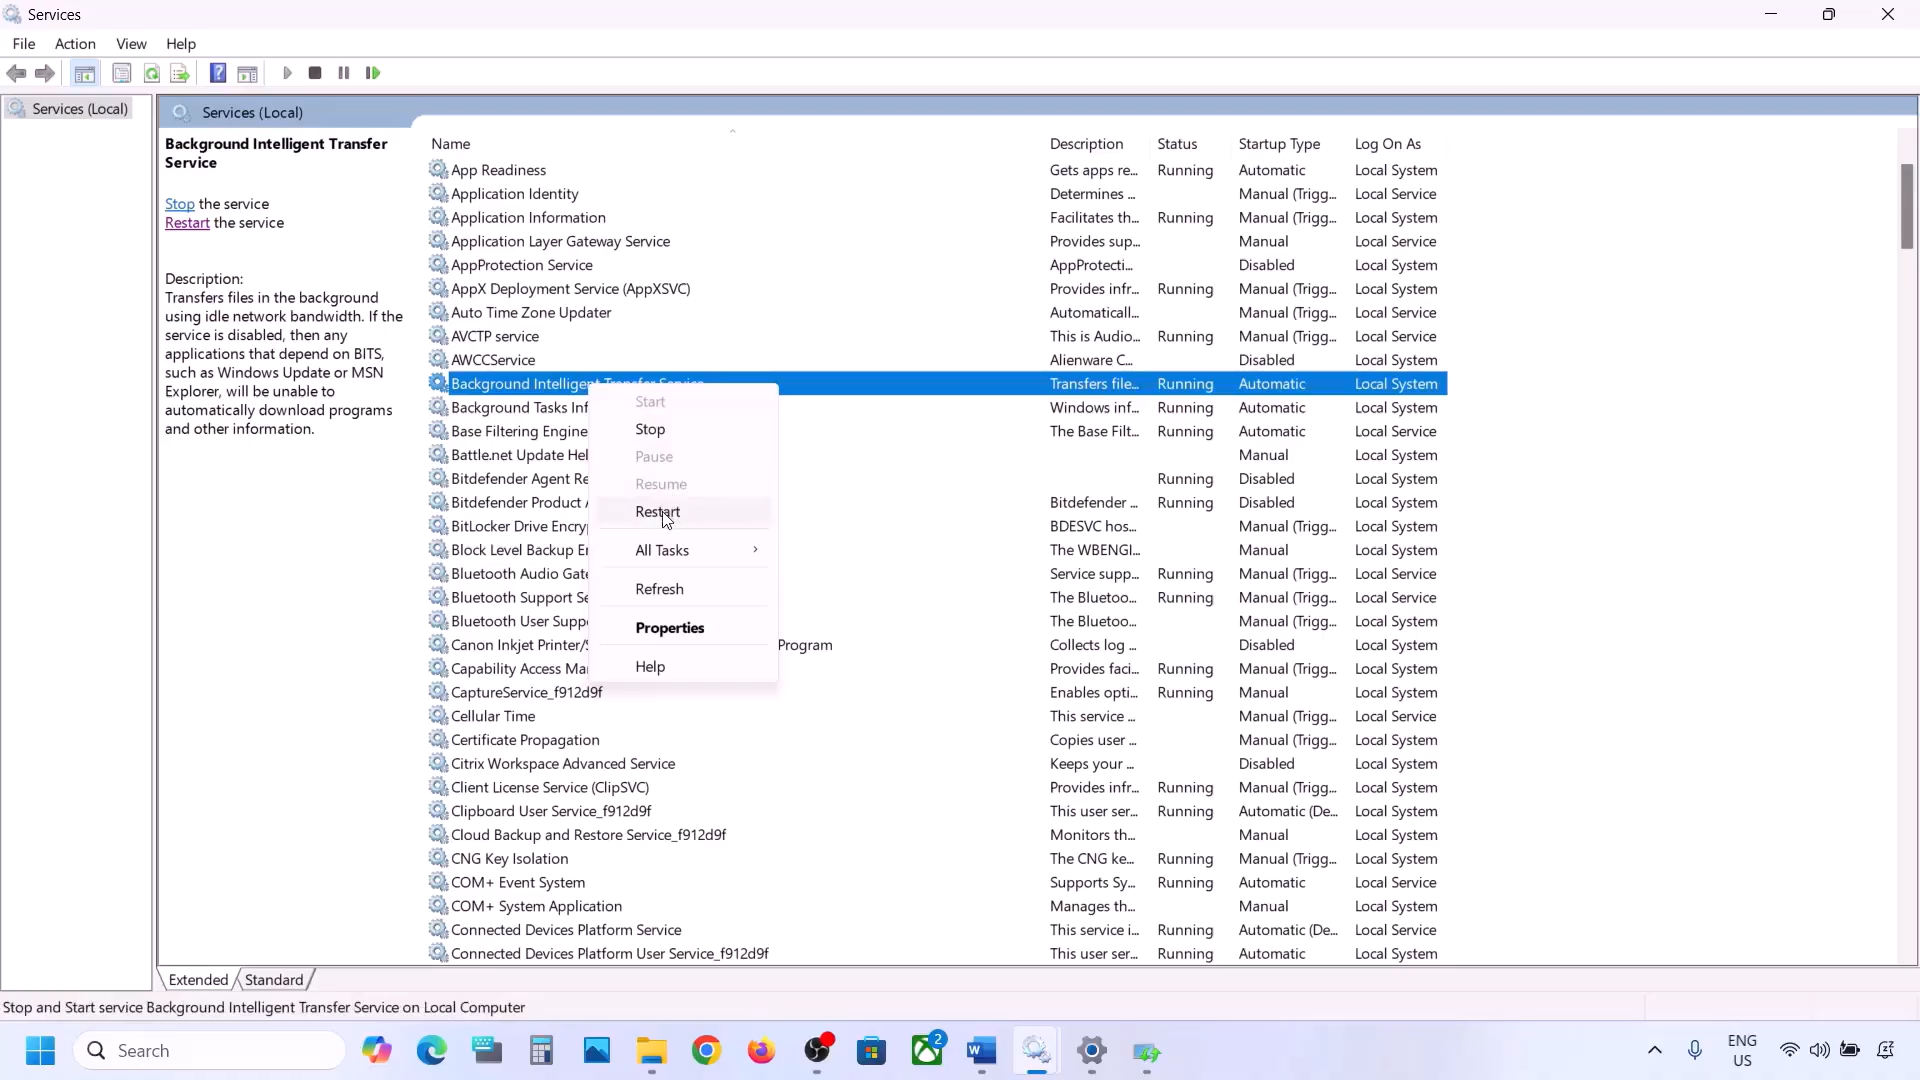 Services
File Action View Help
Services (Local)
Services (Local)
Background Intelligent Transfer
Service
Stop the service
Restart the service
Description:
Transfers files in the background
using idle network bandwidth. If the
service is disabled, then any
applications that depend on BITS,
such as Windows Update or MSN
Explorer, will be unable to
automatically download programs
and other information.
Name Description Status Startup Type Log On As
App Readiness Gets apps re... Running Automatic Local System
Application Identity Determines ... Manual (Trigg... Local Service
Application Information Facilitates th... Running Manual (Trigg... Local System
Application Layer Gateway Service Provides sup... Manual Local Service
AppProtection Service AppProtecti... Disabled Local System
AppX Deployment Service (AppXSVC) Provides infr... Running Manual (Trigg... Local System
Auto Time Zone Updater Automaticall... Manual (Trigg... Local Service
AVCTP service This is Audio... Running Manual (Trigg... Local Service
AWCCService Alienware C... Disabled Local System
Background Intelligent Transfer Service Transfers file... Running Automatic Local System
Background Tasks Inf Windows inf... Running Automatic Local System
Base Filtering Engine The Base Filt... Running Automatic Local Service
Battle.net Update Hel Manual Local System
Bitdefender Agent Re Running Disabled Local System
Bitdefender Product Bitdefender ... Running Disabled Local System
BitLocker Drive Encry BDESVC hos... Manual (Trigg... Local System
Block Level Backup E The WBENGI... Manual Local System
Bluetooth Audio Gate Service supp... Running Manual (Trigg... Local Service
Bluetooth Support Se The Bluetoo... Running Manual (Trigg... Local Service
Bluetooth User Supp The Bluetoo... Manual (Trigg... Local System
Canon Inkjet Printer/S Program Collects log ... Disabled Local System
Capability Access Ma Provides faci... Running Manual (Trigg... Local System
CaptureService_f912d9f Enables opti... Running Manual Local System
Cellular Time This service ... Manual (Trigg... Local Service
Certificate Propagation Copies user ... Manual (Trigg... Local System
Citrix Workspace Advanced Service Keeps your ... Disabled Local System
Client License Service (ClipSVC) Provides infr... Running Manual (Trigg... Local System
Clipboard User Service_f912d9f This user ser... Running Automatic (De... Local System
Cloud Backup and Restore Service_f912d9f Monitors th... Manual Local System
CNG Key Isolation The CNG ke... Running Manual (Trigg... Local System
COM+ Event System Supports Sy... Running Automatic Local Service
COM+ System Application Manages th... Manual Local System
Connected Devices Platform Service This service i... Running Automatic (De... Local Service
Connected Devices Platform User Service_f912d9f This user ser... Running Automatic Local System
Start
Stop
Pause
Resume
Restart
All Tasks
Refresh
Properties
Help
Extended Standard
Stop and Start service Background Intelligent Transfer Service on Local Computer
Search
2
ENG
US